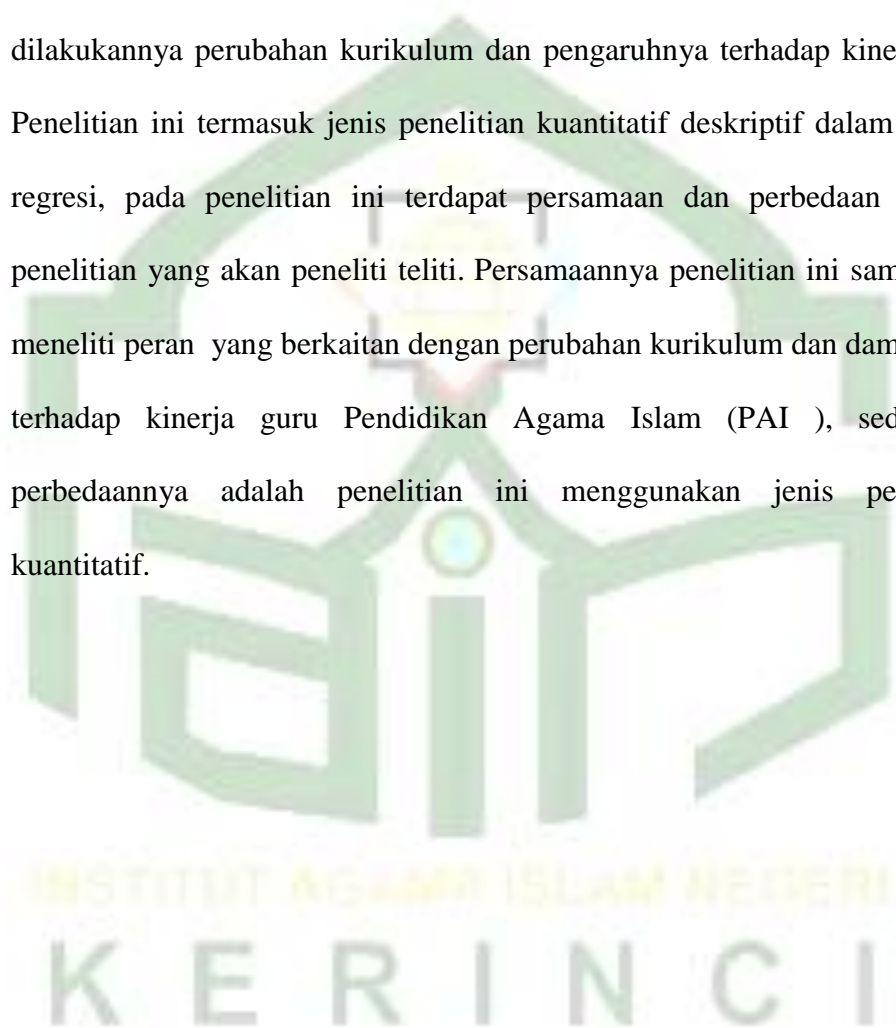 dilakukannya perubahan kurikulum dan pengaruhnya terhadap kine
Penelitian ini termasuk jenis penelitian kuantitatif deskriptif dalam
regresi, pada penelitian ini terdapat persamaan dan perbedaan
penelitian yang akan peneliti teliti. Persamaannya penelitian ini sam
meneliti peran yang berkaitan dengan perubahan kurikulum dan dam
terhadap kinerja guru Pendidikan Agama Islam (PAI ), sed
perbedaannya adalah penelitian ini menggunakan jenis pe
kuantitatif.
iain
INSTITUT AGAMA ISLAM NEGERI
KERINCI